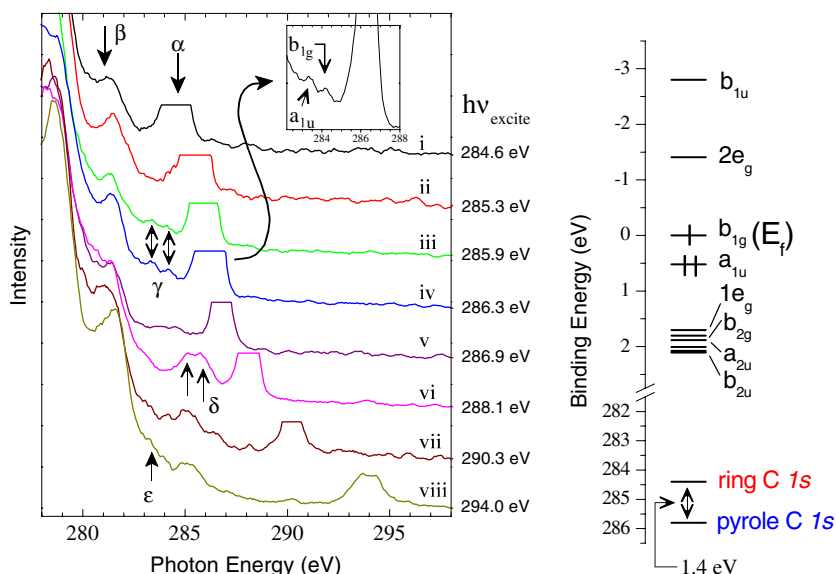 β
α
b1g
a1u
284 286 288
hνexcite
i
284.6 eV
ii
285.3 eV
iii
285.9 eV
γ
iv
286.3 eV
v
286.9 eV
vi
δ
288.1 eV
vii
290.3 eV
ε
viii
294.0 eV
280 285 290 295
Photon Energy (eV)
Intensity
Binding Energy (eV)
-3
-2
-1
0
1
2
282
283
284
285
286
b1u
2eg
b1g (Ef)
a1u
1eg
b2g
a2u
b2u
ring C 1s
pyrole C 1s
1.4 eV